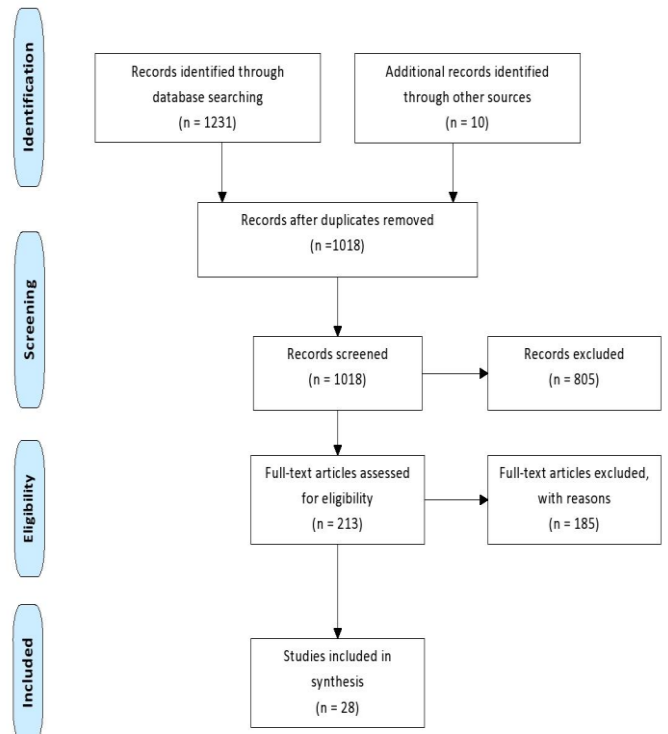 Identification
Records identified through
database searching
(n = 1231)
Additional records identified
through other sources
(n = 10)
Records after duplicates removed
(n =1018)
Screening
Records screened
(n = 1018)
Records excluded
(n = 805)
Eligibility
Full-text articles assessed
for eligibility
(n = 213)
Full-text articles excluded,
with reasons
(n = 185)
Included
Studies included in
synthesis
(n = 28)